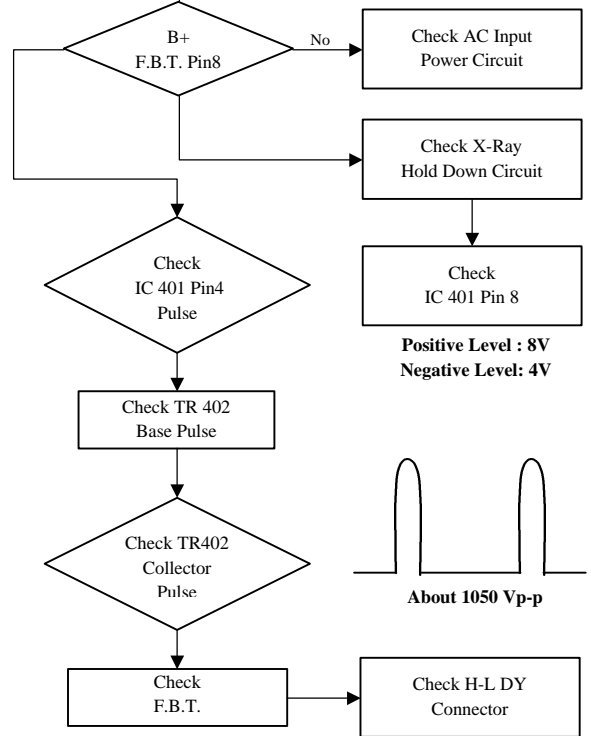 B+
F.B.T. Pin8
No
Check AC Input
Power Circuit
Check X-Ray
Hold Down Circuit
Check
IC 401 Pin4
Pulse
Check
IC 401 Pin 8
Positive Level : 8V
Negative Level: 4V
Check TR 402
Base Pulse
Check TR402
Collector
Pulse
About 1050 Vp-p
Check
F.B.T.
Check H-L DY
Connector